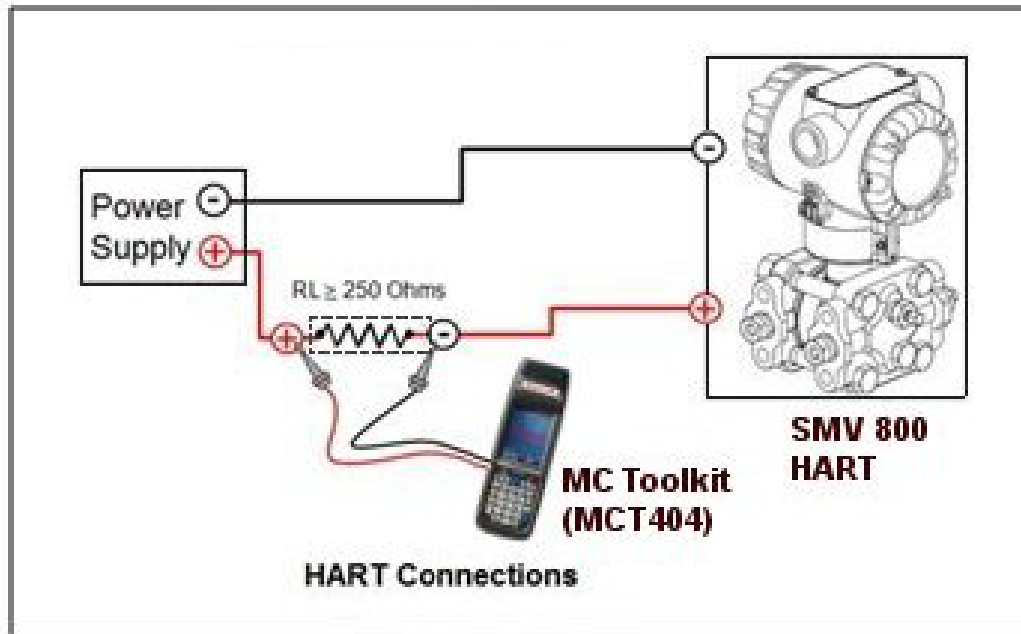 Power
Supply
RL ≥ 250 Ohms
SMV 800
HART
MC Toolkit
(MCT404)
HART Connections